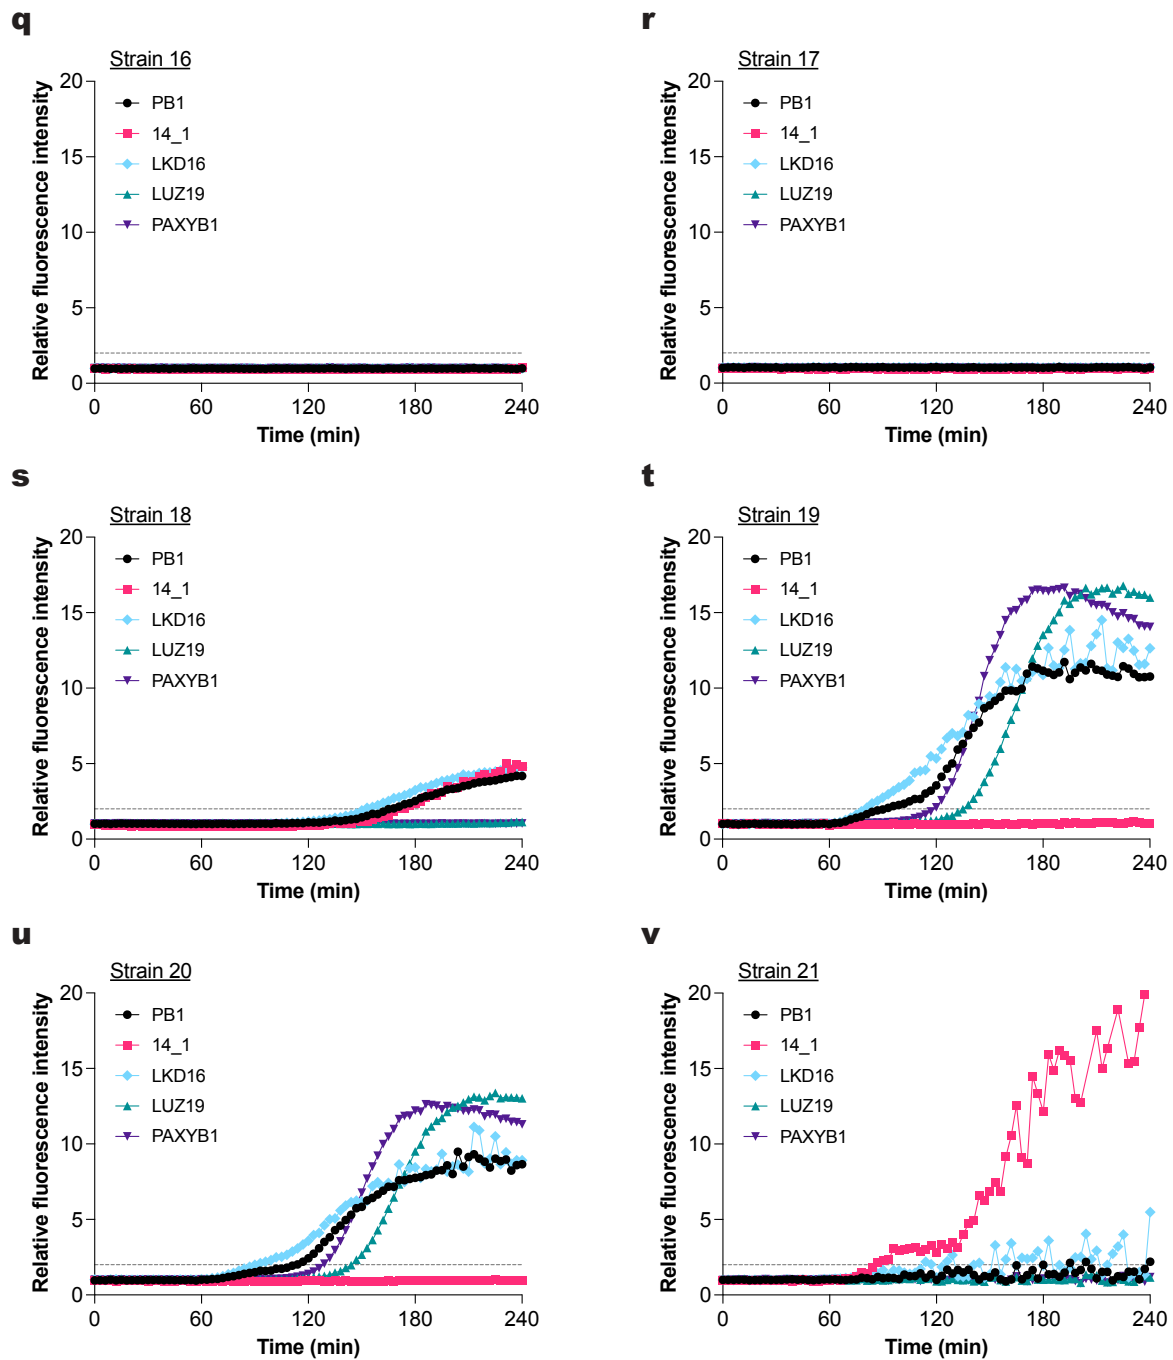 q
Strain 16
Relative fluorescence intensity
20
15
10
5
0
PB1
14_1
LKD16
LUZ19
PAXYB1
0 60 120 180 240
Time (min)
r
Strain 17
Relative fluorescence intensity
20
15
10
5
0
PB1
14_1
LKD16
LUZ19
PAXYB1
0 60 120 180 240
Time (min)
s
Strain 18
Relative fluorescence intensity
20
15
10
5
0
PB1
14_1
LKD16
LUZ19
PAXYB1
0 60 120 180 240
Time (min)
t
Strain 19
Relative fluorescence intensity
20
15
10
5
0
PB1
14_1
LKD16
LUZ19
PAXYB1
0 60 120 180 240
Time (min)
u
Strain 20
Relative fluorescence intensity
20
15
10
5
0
PB1
14_1
LKD16
LUZ19
PAXYB1
0 60 120 180 240
Time (min)
v
Strain 21
Relative fluorescence intensity
20
15
10
5
0
PB1
14_1
LKD16
LUZ19
PAXYB1
0 60 120 180 240
Time (min)